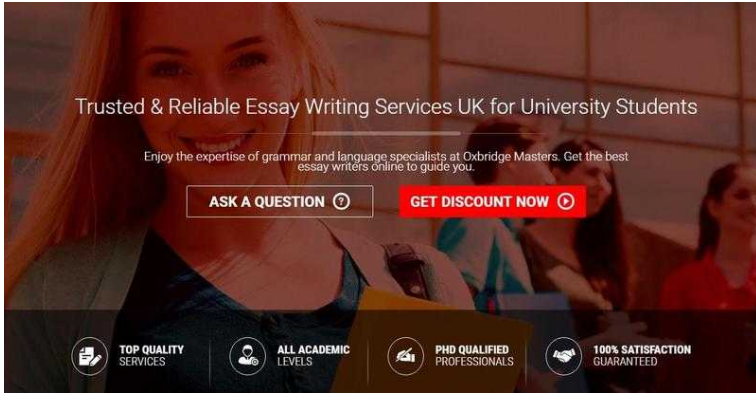 Trusted & Reliable Essay Writing Services UK for University Students
Enjoy the expertise of grammar and language specialists at Oxbridge Masters. Get the best
essay writers online to guide you.
ASK A QUESTION ?
GET DISCOUNT NOW
TOP QUALITY
SERVICES
ALL ACADEMIC
LEVELS
PHD QUALIFIED
PROFESSIONALS
100% SATISFACTION
GUARANTEED